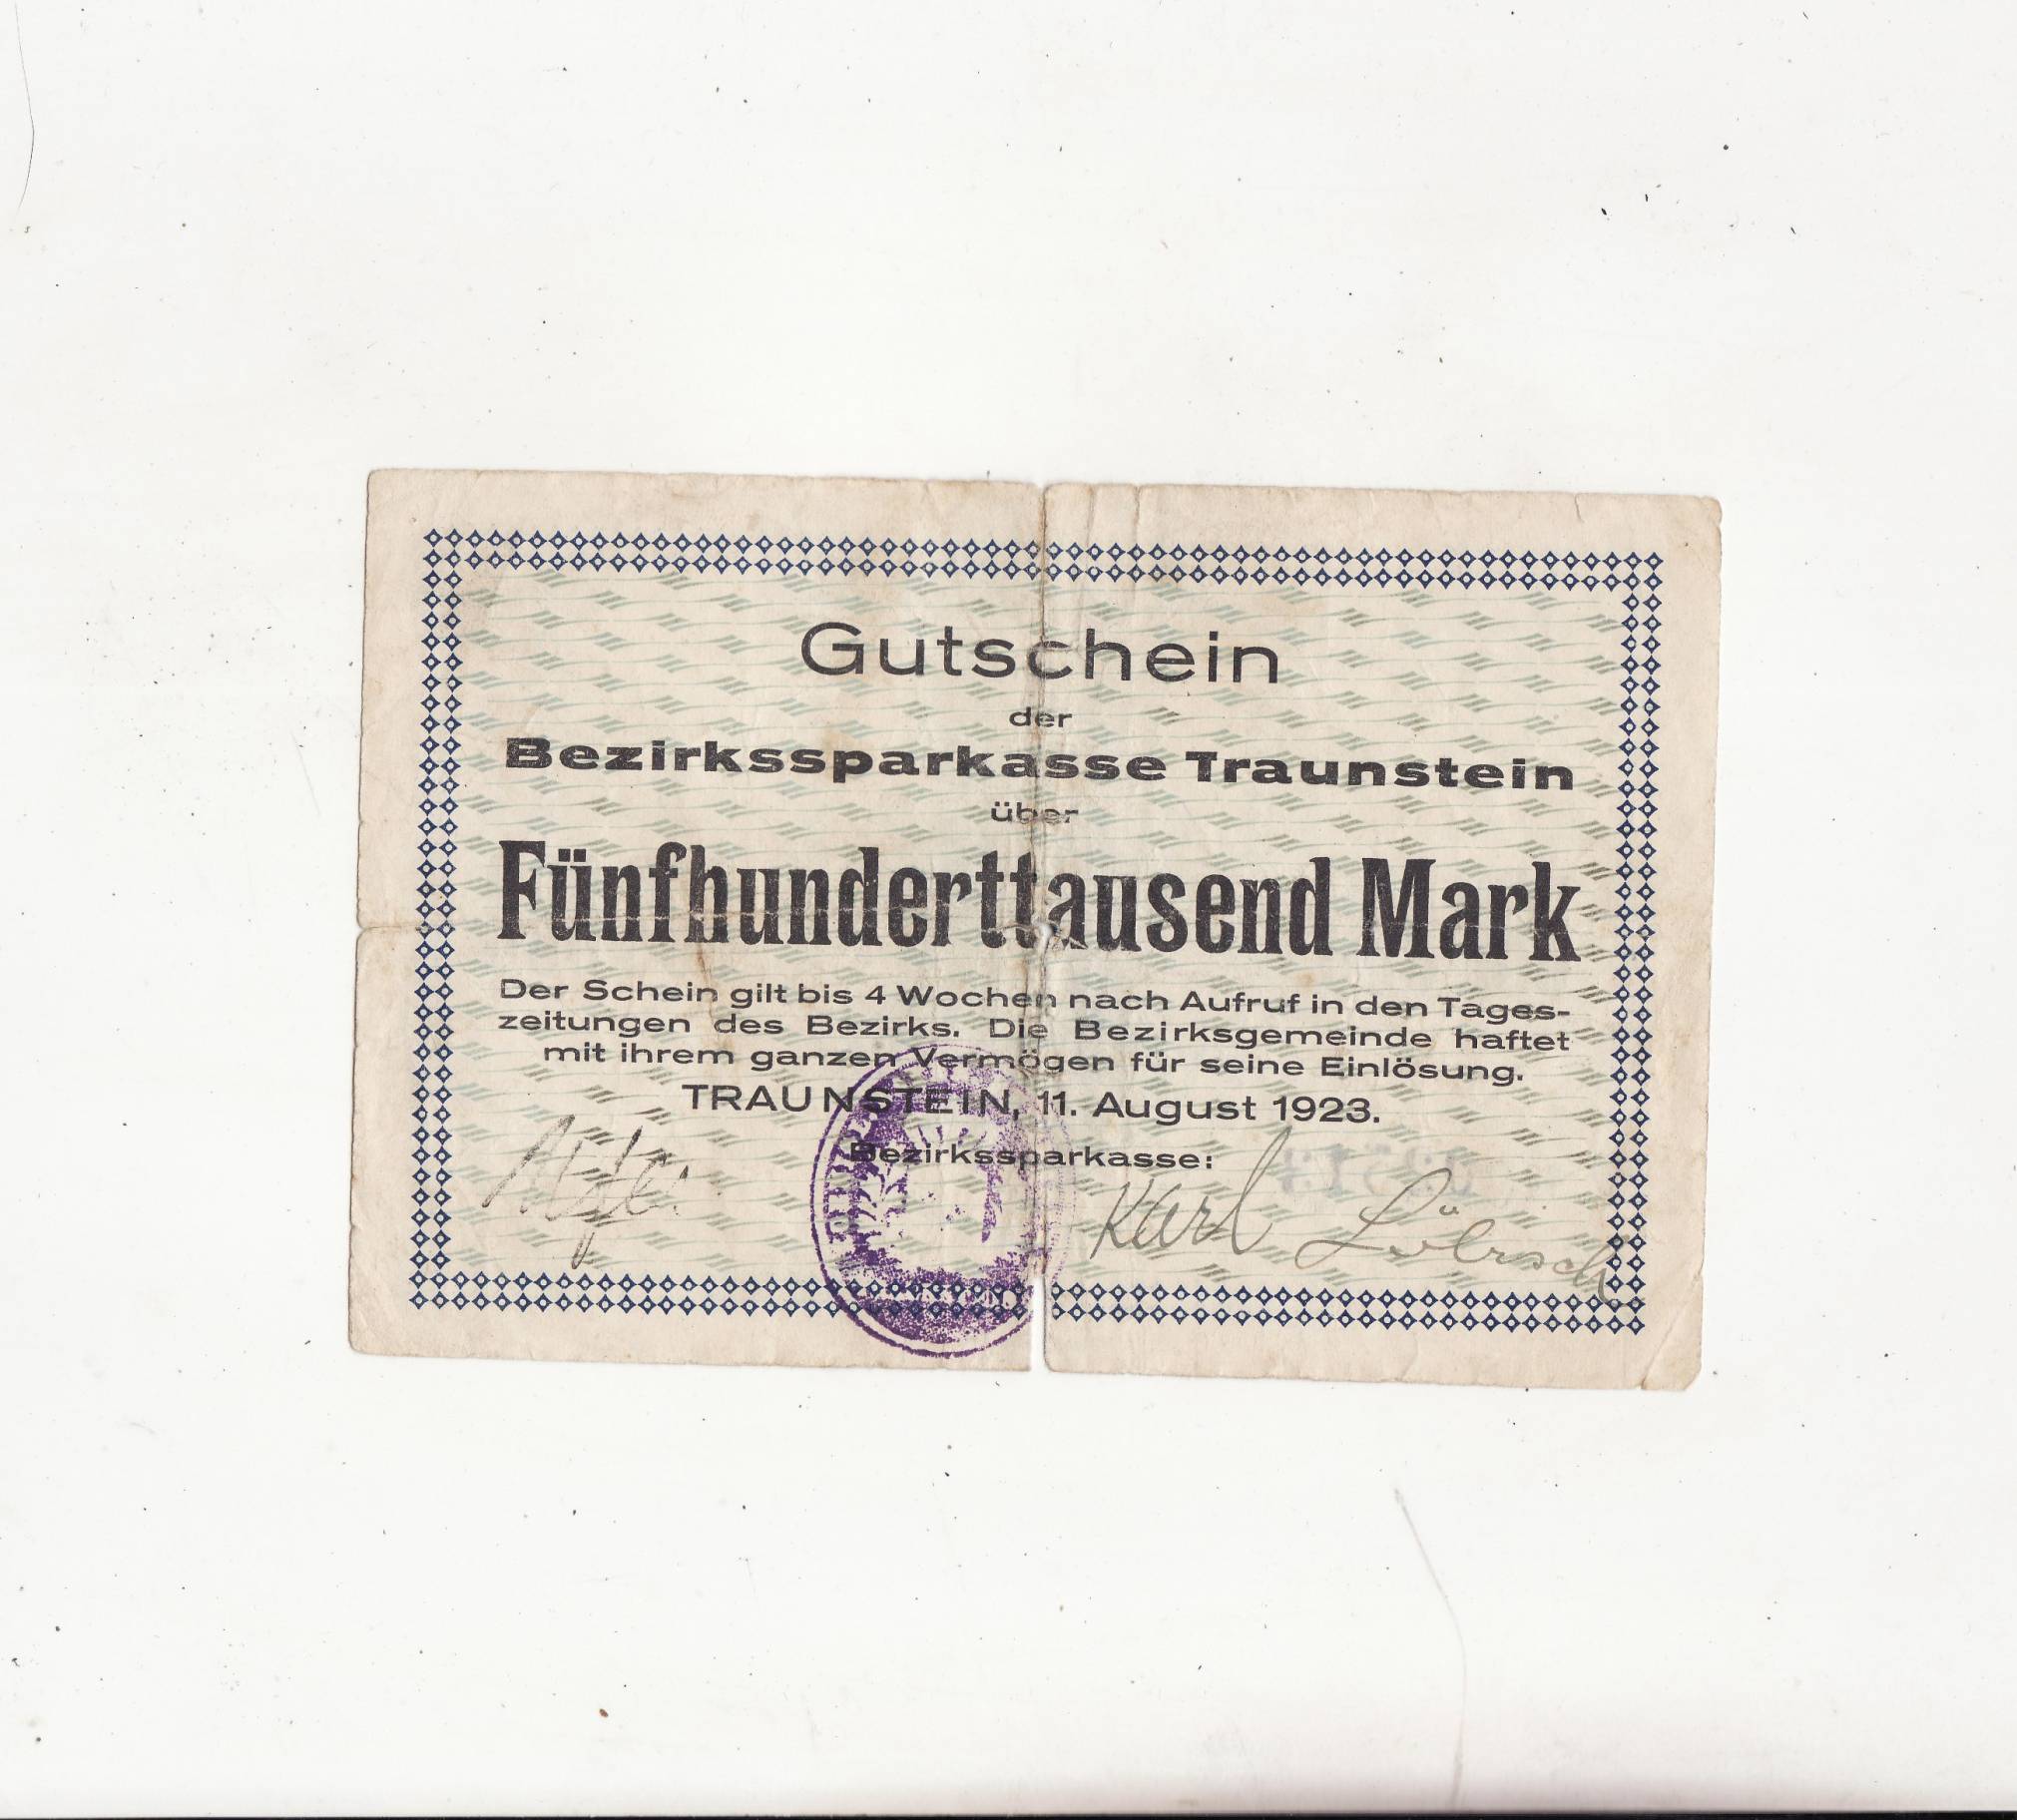 Gutschein
der
Bezirkssparkasse Traunstein
über
Fünfhunderttausend Mark
Der Schein gilt bis 4 Wochen nach Aufruf in den Tages-
zeitungen des Bezirks. Die Bezirksgemeinde haftet
mit ihrem ganzen Vermögen für seine Einlösung.
TRAUNSTEIN, 11. August 1923.
Bezirkssparkasse:
Karl